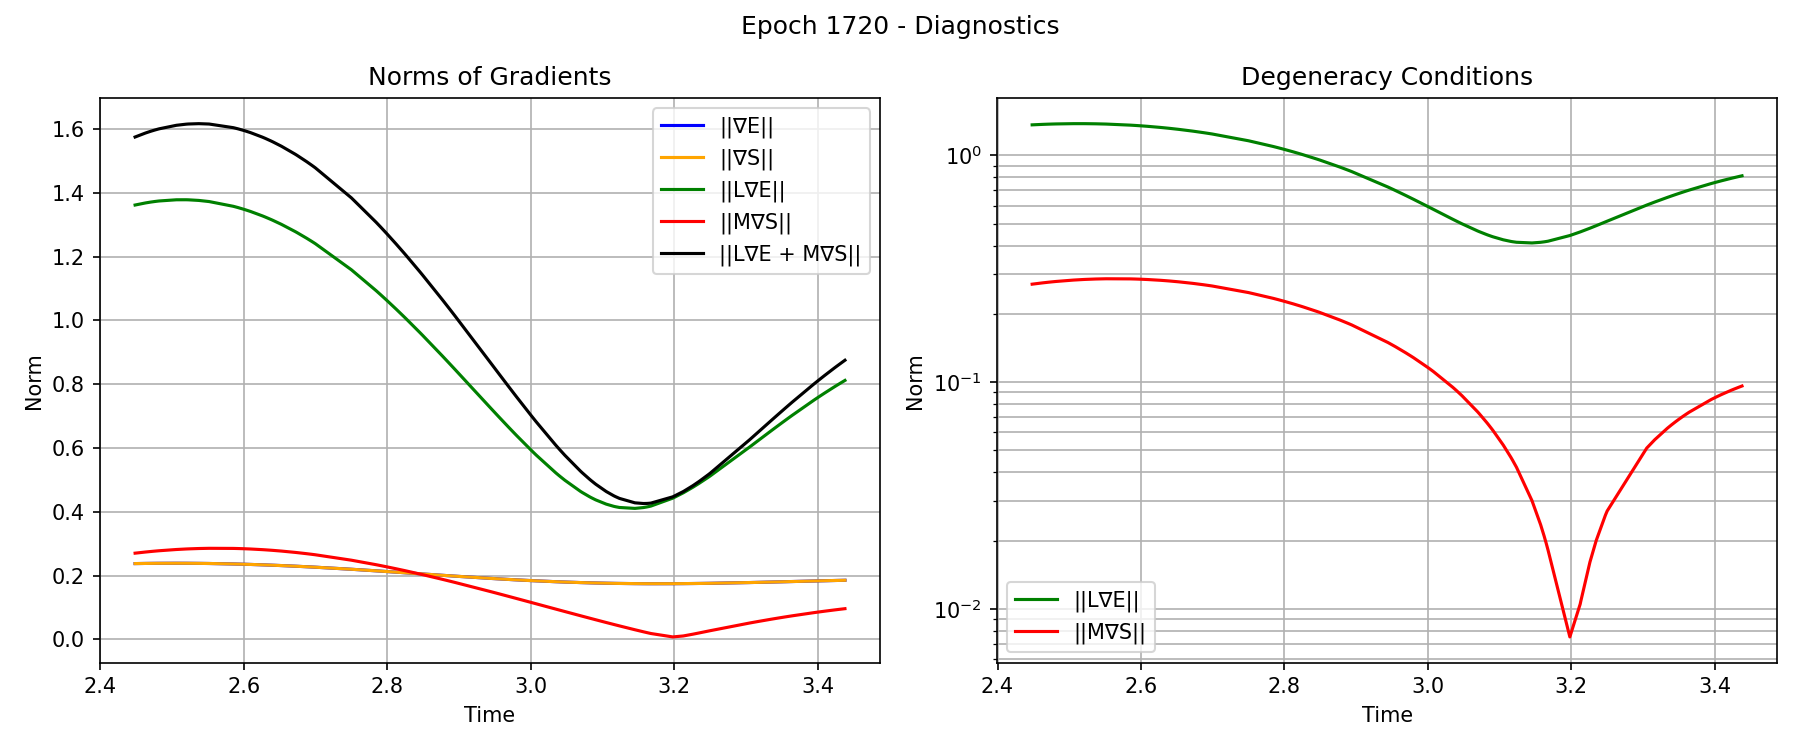 Epoch 1720 - Diagnostics
Norms of Gradients
Norm
1.6
1.4
1.2
1.0
0.8
0.6
0.4
0.2
0.0
2.4 2.6 2.8 3.0 3.2 3.4
Time
||∇E||
||∇S||
||L∇E||
||M∇S||
||L∇E + M∇S||
Degeneracy Conditions
Norm
10⁰
10⁻¹
10⁻²
2.4 2.6 2.8 3.0 3.2 3.4
Time
||L∇E||
||M∇S||